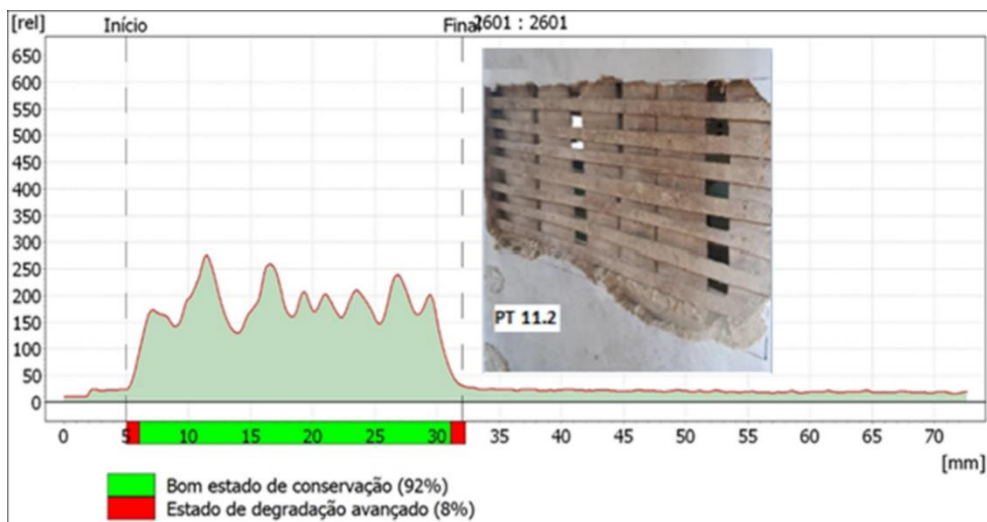 [rel] Início Final 2601 : 2601
650
600
550
500
450
400
350
300
250
200
150
PT 11.2
100
50
0
0 5 10 15 20 25 30 35 40 45 50 55 60 65 70
[mm]
Bom estado de conservação (92%)
Estado de degradação avançado (8%)